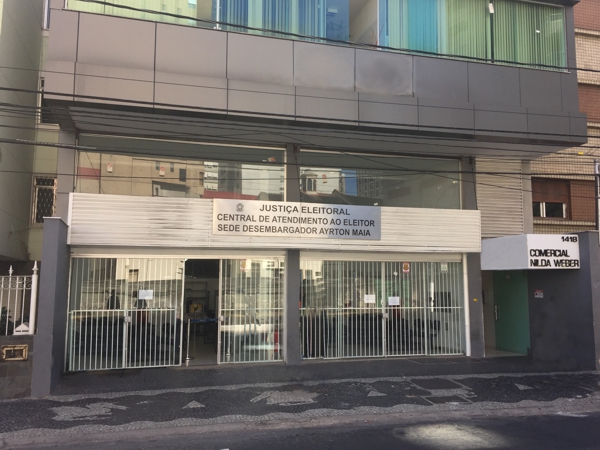 JUSTIÇA ELEITORAL
CENTRAL DE ATENDIMENTO AO ELEITOR
SEDE DESEMBARGADOR AYRTON MAIA
1418
COMERCIAL
NILDA WEBER